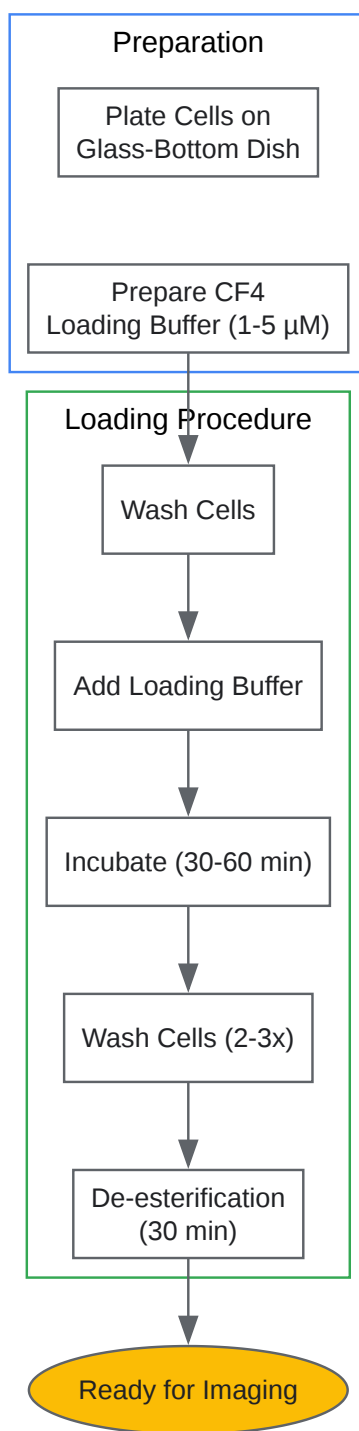 Preparation
Plate Cells on
Glass-Bottom Dish
Prepare CF4
Loading Buffer (1-5 µM)
Loading Procedure
Wash Cells
Add Loading Buffer
Incubate (30-60 min)
Wash Cells (2-3x)
De-esterification
(30 min)
Ready for Imaging